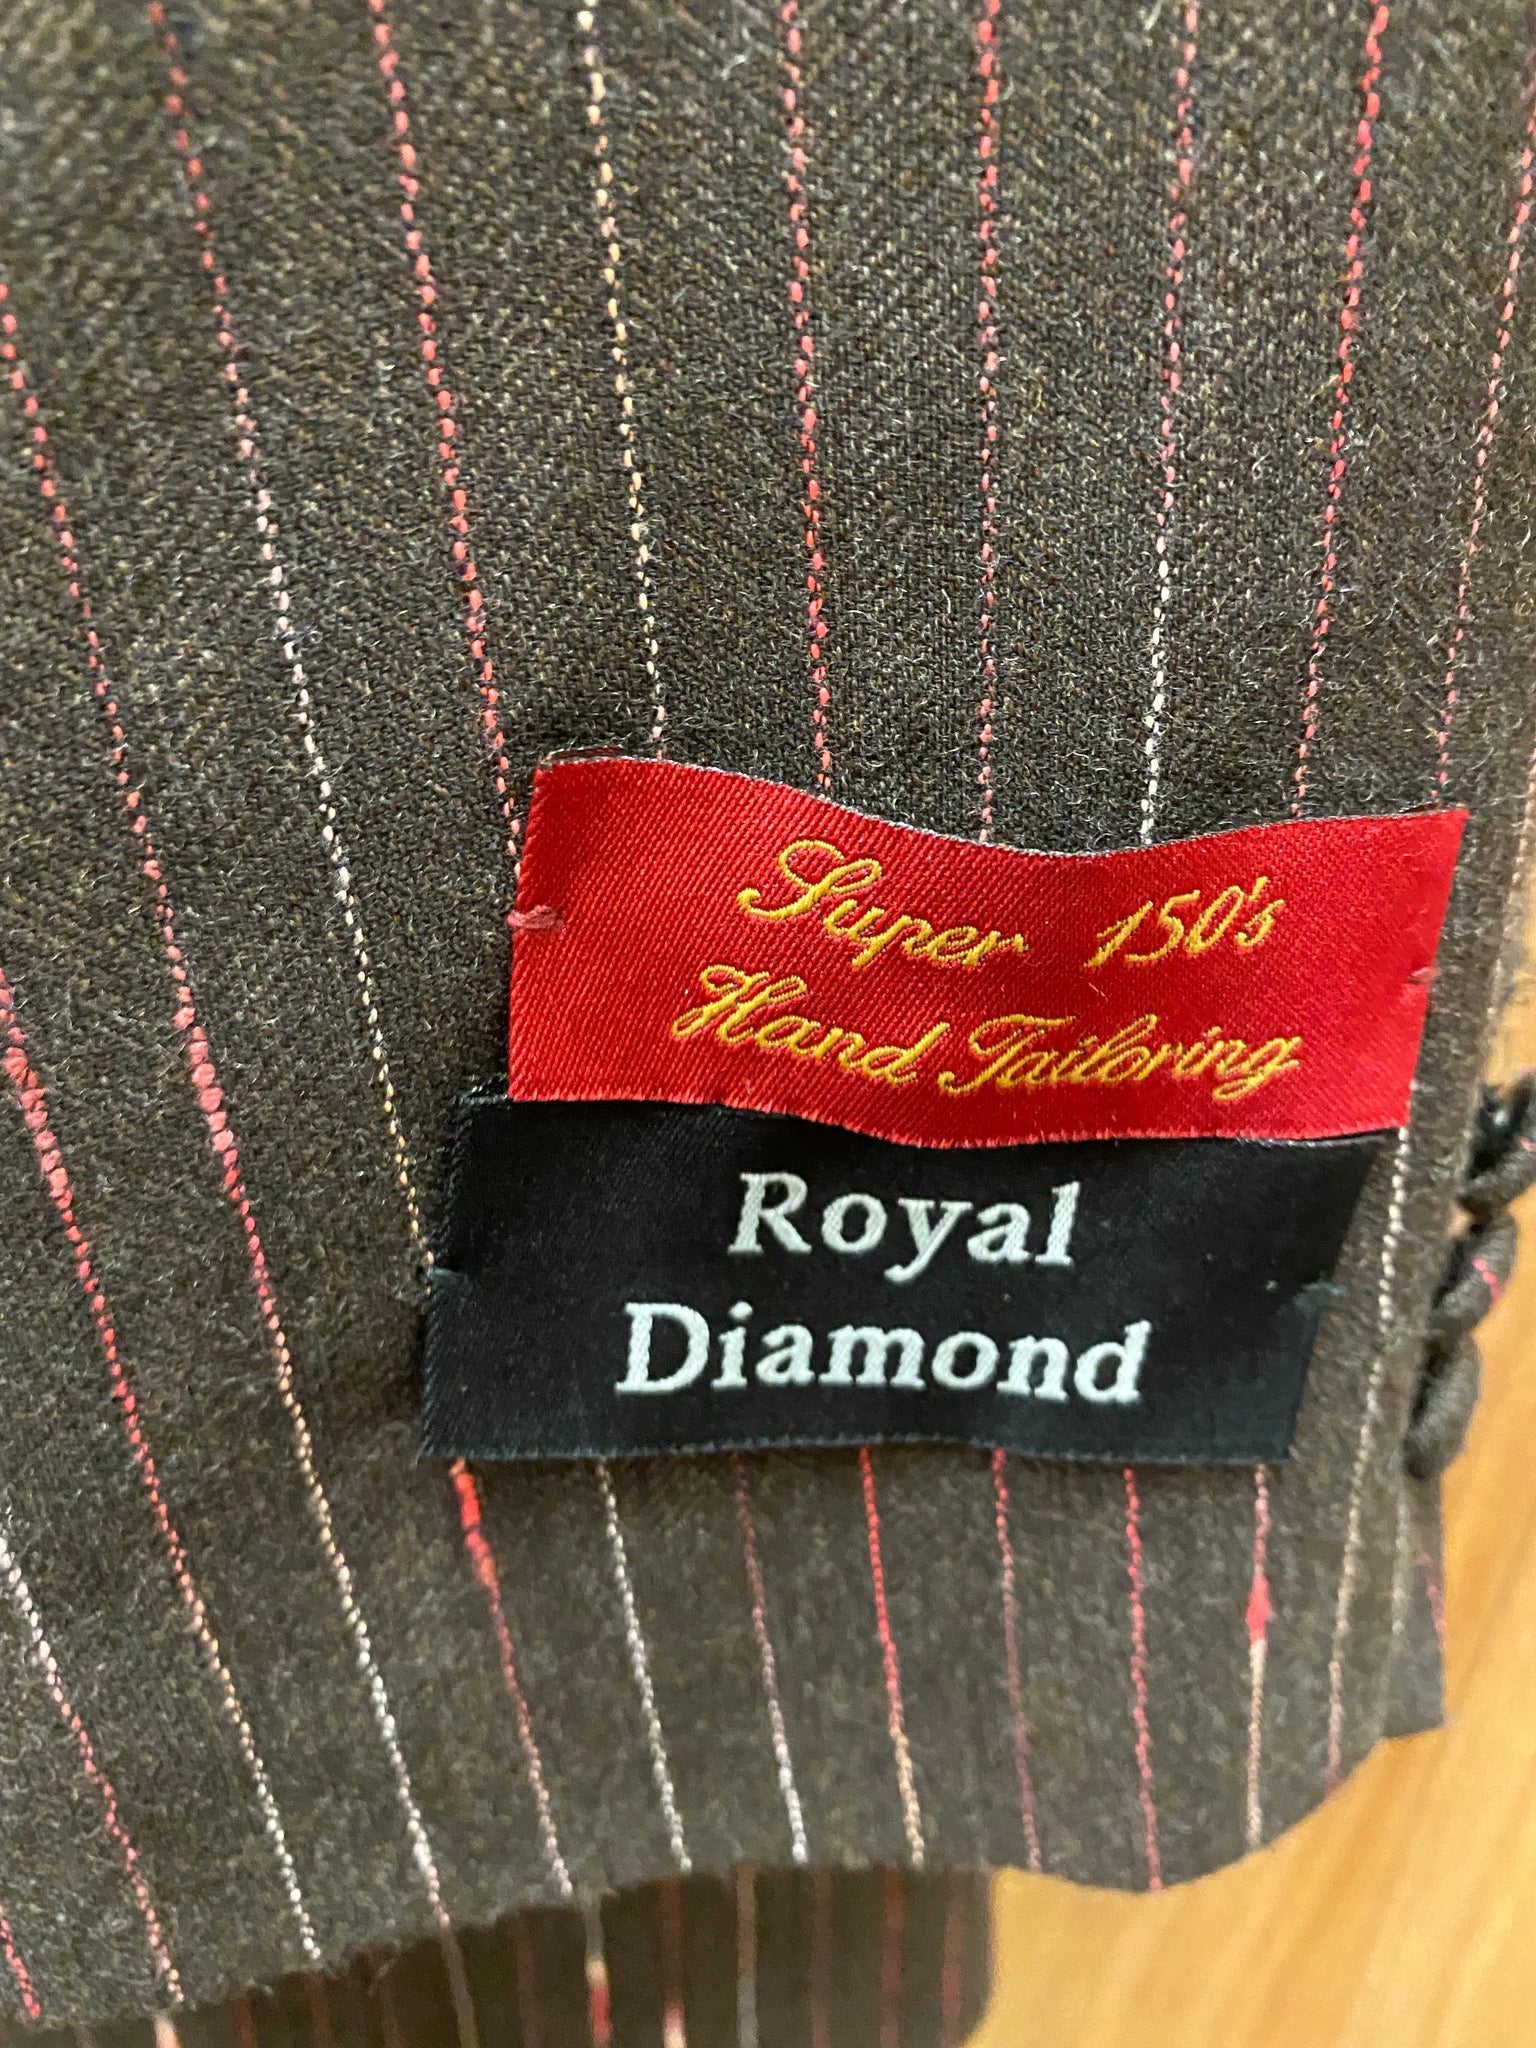 Super 150's
Hand Tailoring
Royal
Diamond